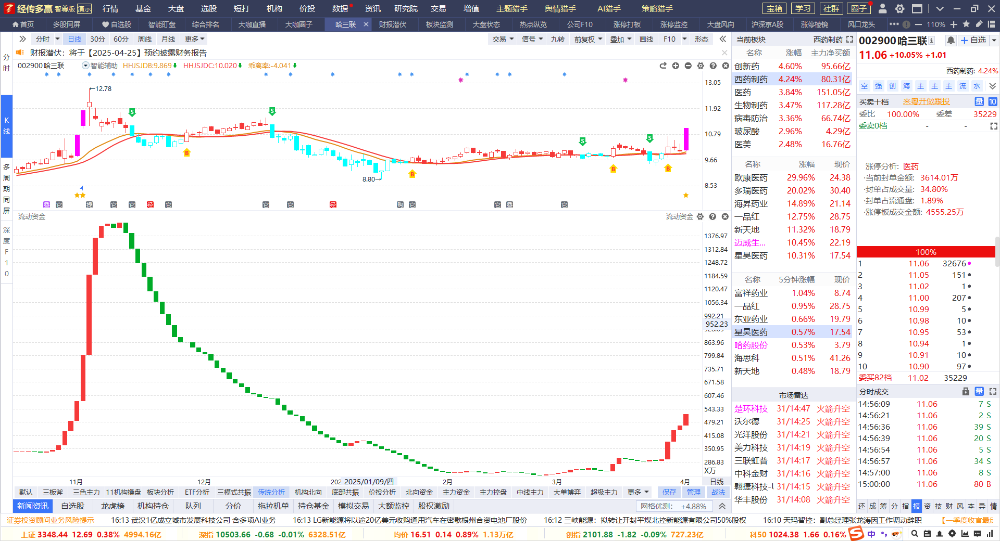 经传多赢 智尊版 演示 行情 基金 大盘 选股 短打 机构 价投 数据 资讯 研究院 交易 增值 主题猎手 舆情猎手 AI猎手 策略猎手 宝箱 学习 社群 圈子
首页 多股同屏 自选股 智能盯盘 综合排名 大咖直播 大咖圈子 哈三联 财报潜伏 板块监测 大盘状态 热点纵览 公司F10 涨停打板 涨停监控 大盘风向 沪深京A股 涨停棱镜 风口龙头 110%
分时 日线 30分 60分 周线 月线 更多 交易 信号 九转 前复权 叠加 画线 F10 形态
财报潜伏：将于【2025-04-25】预约披露财务报告
002900 哈三联 智能辅助 HHJSJDB:9.869 HHJSJDC:10.020 乖离率:-4.041
分时
K线
多周期同屏
深度F10
12.78
8.80
13.05
11.92
10.79
9.66
8.53
流动资金 流动资金
1376.97
1312.84
1248.72
1184.59
1120.47
1056.34
992.21
952.23
863.96
799.84
735.71
671.58
607.46
543.33
479.21
415.08
350.95
286.83
X万
11月 12月 2025/01/09/四 2月 3月 4月 日线
默认 三板斧 三色主力 11机构操盘 板块分析 ETF分析 三模式共振 传统分析 机构北向 底部共振 价投分析 北向资金 主力资金 主力控盘 中线主力 大单博弈 超级主力 更多 保存 管理 战法
新闻资讯 自选股 龙虎榜 机构持仓 队列 分价 拖拉机单 持仓基金 模拟交易 大额监控 股权激励 网格优测： +4.88%
当前板块 西药制药
名称 涨幅 主力净买额
创新药 4.60% 95.66亿
西药制药 4.24% 80.31亿
医药 3.84% 151.05亿
生物制药 3.47% 117.28亿
病毒防治 3.36% 66.74亿
玻尿酸 2.96% 4.29亿
医美 2.48% 16.76亿
名称 涨幅 现价
欧康医药 29.96% 24.38
多瑞医药 20.02% 30.40
海昇药业 14.89% 21.14
一品红 12.75% 28.75
新天地 11.32% 18.79
迈威生... 10.45% 22.19
星昊医药 10.31% 17.54
名称 5分钟涨幅 现价
富祥药业 1.04% 8.74
一品红 0.95% 28.75
东亚药业 0.66% 19.79
星昊医药 0.57% 17.54
哈药股份 0.53% 3.79
海思科 0.51% 41.26
新天地 0.48% 18.79
市场雷达
楚环科技 31/14:47 火箭升空
沃尔德 31/14:25 火箭升空
光洋股份 31/14:21 火箭升空
美力科技 31/14:19 火箭升空
三联虹普 31/14:17 火箭升空
中科金财 31/14:16 火箭升空
翱捷科技-U 31/14:15 火箭升空
华丰股份 31/14:08 火箭升空
002900 哈三联 自选
11.06 +10.05% +1.01
西药制药: 4.24%
空 强 创 海 主 主 主 流 水
买卖十档 来粤开做跟投 量 10
委比 100.00% 委差 35229
委卖0档 - -
涨停分析: 医药
·当前封单金额: 3614.01万
·封单占成交量: 34.80%
·封单占流通盘: 1.89%
·涨停板成交金额: 4555.25万
100%
1 11.06 32676
2 11.05 151
3 11.02 1
4 11.00 207
5 10.99 5
6 10.98 10
7 10.95 53
8 10.94 1
9 10.91 10
10 10.90 97
委买82档 11.02 35229
分时成交 量
14:56:09 11.06 7 S
14:56:21 11.06 2 S
14:56:36 11.06 39 S
14:56:39 11.06 20 S
14:56:54 11.06 5 S
14:56:57 11.06 34 S
14:57:00 11.06 8 S
15:00:00 11.06 80 B
还 成 筹 分 指 报 资 技 财 风 本 异 情
证券投资顾问业务风险提示 16:13 武汉1亿成立城市发展科技公司 含多项AI业务 16:13 LG新能源将以逾20亿美元收购通用汽车在密歇根州合资电池厂股份 16:12 三峡能源：拟转让开封平煤北控新能源有限公司50%股权 16:10 天玛智控：副总经理张龙涛因工作调动辞职 【一季度收官最后
上证 3348.44 12.69 0.38% 4994.16亿 深指 10503.66 -0.68 -0.01% 6328.51亿 均价 16.51 0.14 0.89% 1.13万亿 创指 2101.88 -1.82 -0.09% 727.23亿 科50 1024.38 1.66 0.16% 中